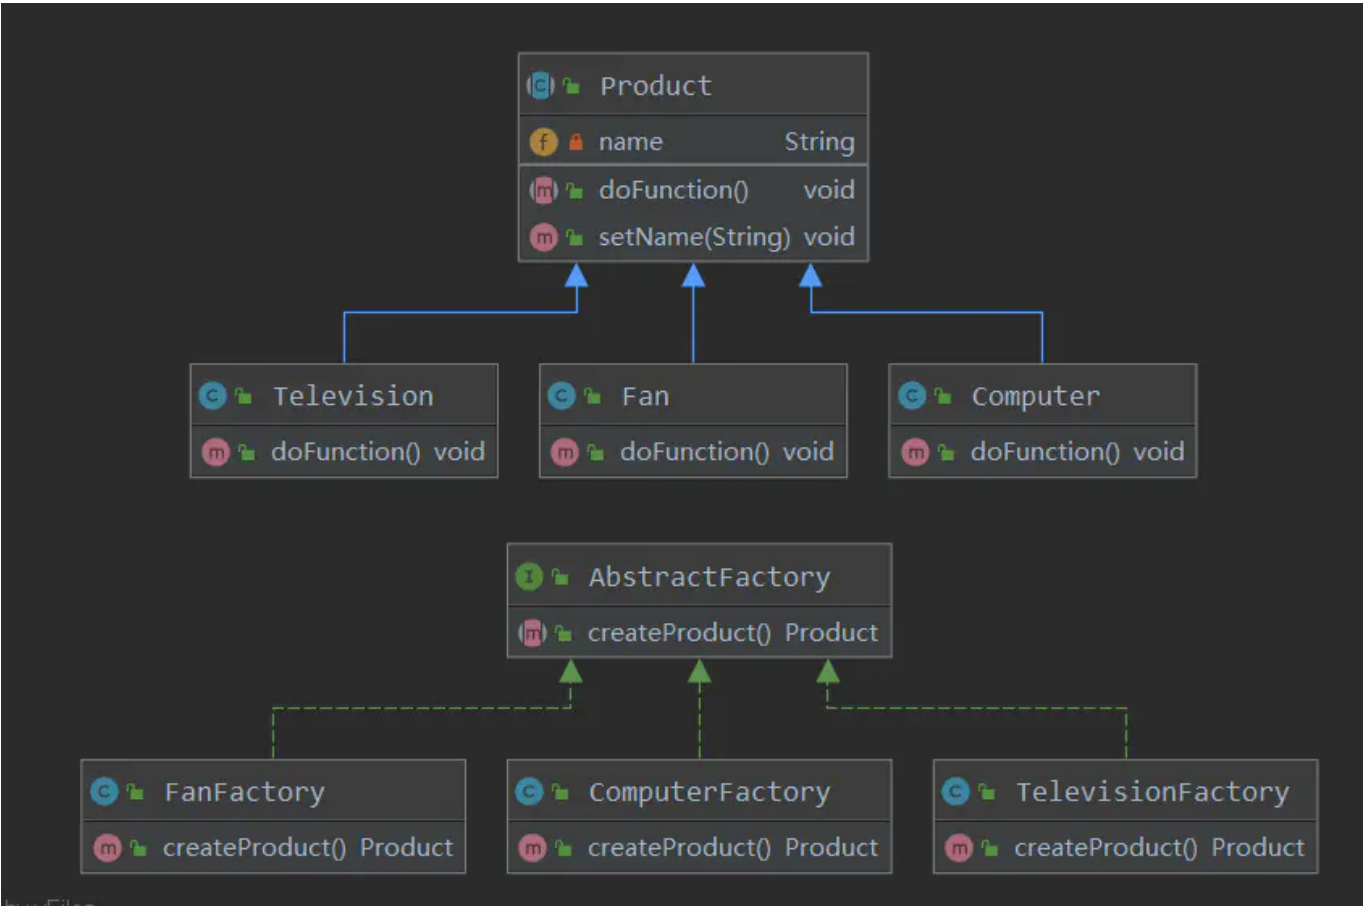 Product
name String
doFunction() void
setName(String) void
Television Fan Computer
doFunction() void doFunction() void doFunction() void
AbstractFactory
createProduct() Product
FanFactory ComputerFactory TelevisionFactory
createProduct() Product createProduct() Product createProduct() Product